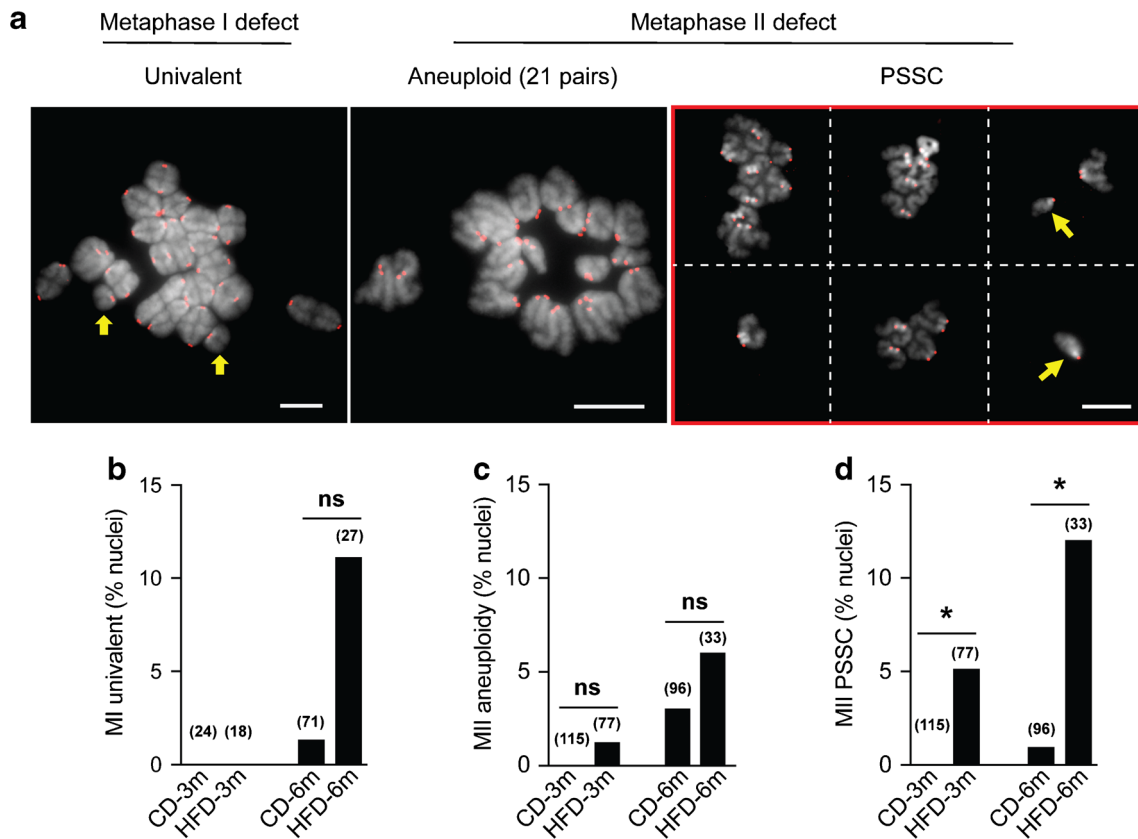 a
Metaphase I defect
Metaphase II defect
Univalent
Aneuploid (21 pairs)
PSSC
b
MI univalent (% nuclei)
15
10
5
0
ns
(24)
(18)
(71)
(27)
CD-3m
HFD-3m
CD-6m
HFD-6m
c
MII aneuploidy (% nuclei)
15
10
5
0
ns
ns
(115)
(77)
(96)
(33)
CD-3m
HFD-3m
CD-6m
HFD-6m
d
MII PSSC (% nuclei)
15
10
5
0
*
*
(115)
(77)
(96)
(33)
CD-3m
HFD-3m
CD-6m
HFD-6m